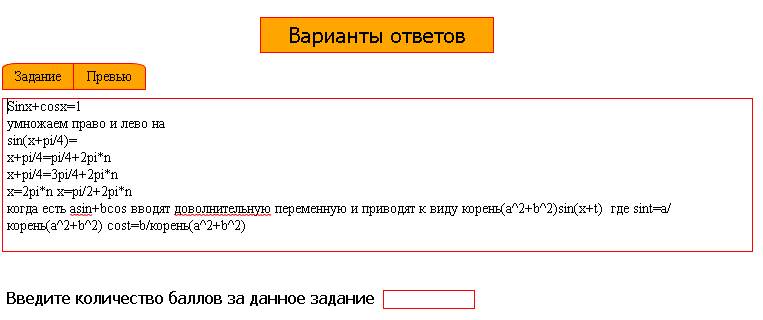 Варианты ответов
Задание Превью
Sinx+cosx=1
умножаем право и лево на
sin(x+pi/4)=
x+pi/4=pi/4+2pi*n
x+pi/4=3pi/4+2pi*n
x=2pi*n x=pi/2+2pi*n
когда есть asin+bcos вводят доволнительную переменную и приводят к виду корень(a^2+b^2)sin(x+t) где sint=a/
корень(a^2+b^2) cost=b/корень(a^2+b^2)
Введите количество баллов за данное задание